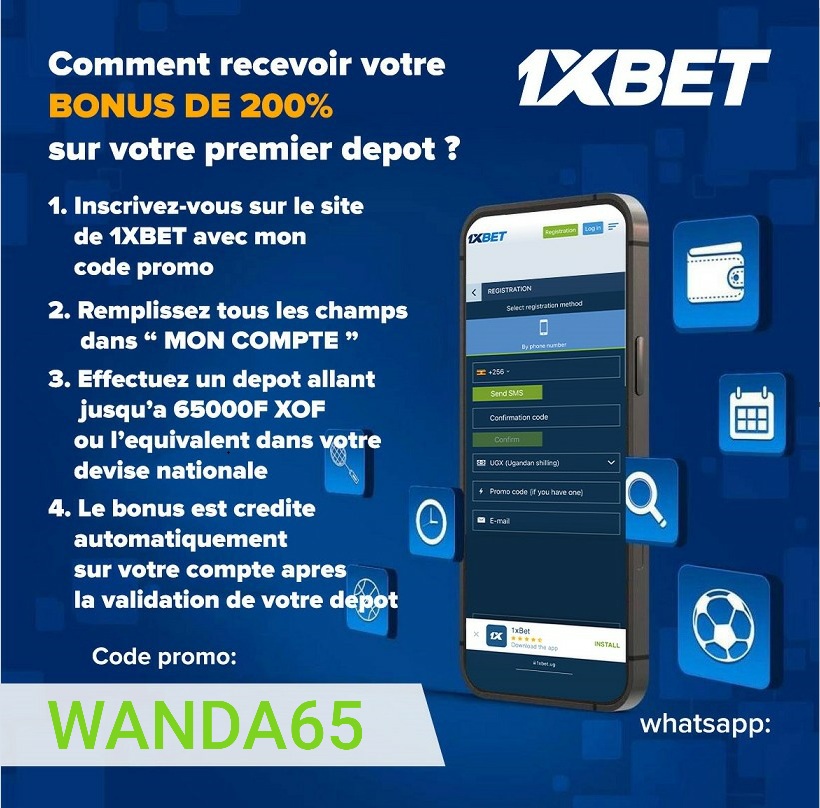 Comment recevoir votre
BONUS DE 200%
sur votre premier depot ?
1XBET
1. Inscrivez-vous sur le site
de 1XBET avec mon
code promo
2. Remplissez tous les champs
dans “ MON COMPTE ”
3. Effectuez un depot allant
jusqu’a 65000F XOF
ou l’equivalent dans votre
devise nationale
4. Le bonus est credite
automatiquement
sur votre compte apres
la validation de votre depot
Code promo:
WANDA65
1XBET Registration Log in
REGISTRATION
Select registration method
By phone number
+256
Send SMS
Confirmation code
Confirm
UGX (Ugandan shilling)
Promo code (if you have one)
E-mail
1X
1xBet
Download the app
INSTALL
1xbet.ug
whatsapp: